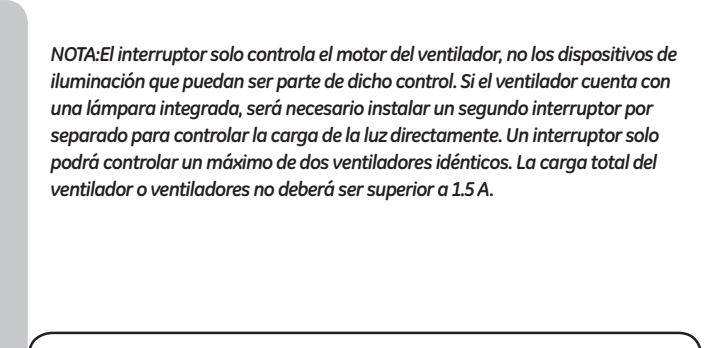 NOTA:El interruptor solo controla el motor del ventilador, no los dispositivos de
iluminación que puedan ser parte de dicho control. Si el ventilador cuenta con
una lámpara integrada, será necesario instalar un segundo interruptor por
separado para controlar la carga de la luz directamente. Un interruptor solo
podrá controlar un máximo de dos ventiladores idénticos. La carga total del
ventilador o ventiladores no deberá ser superior a 1.5 A.